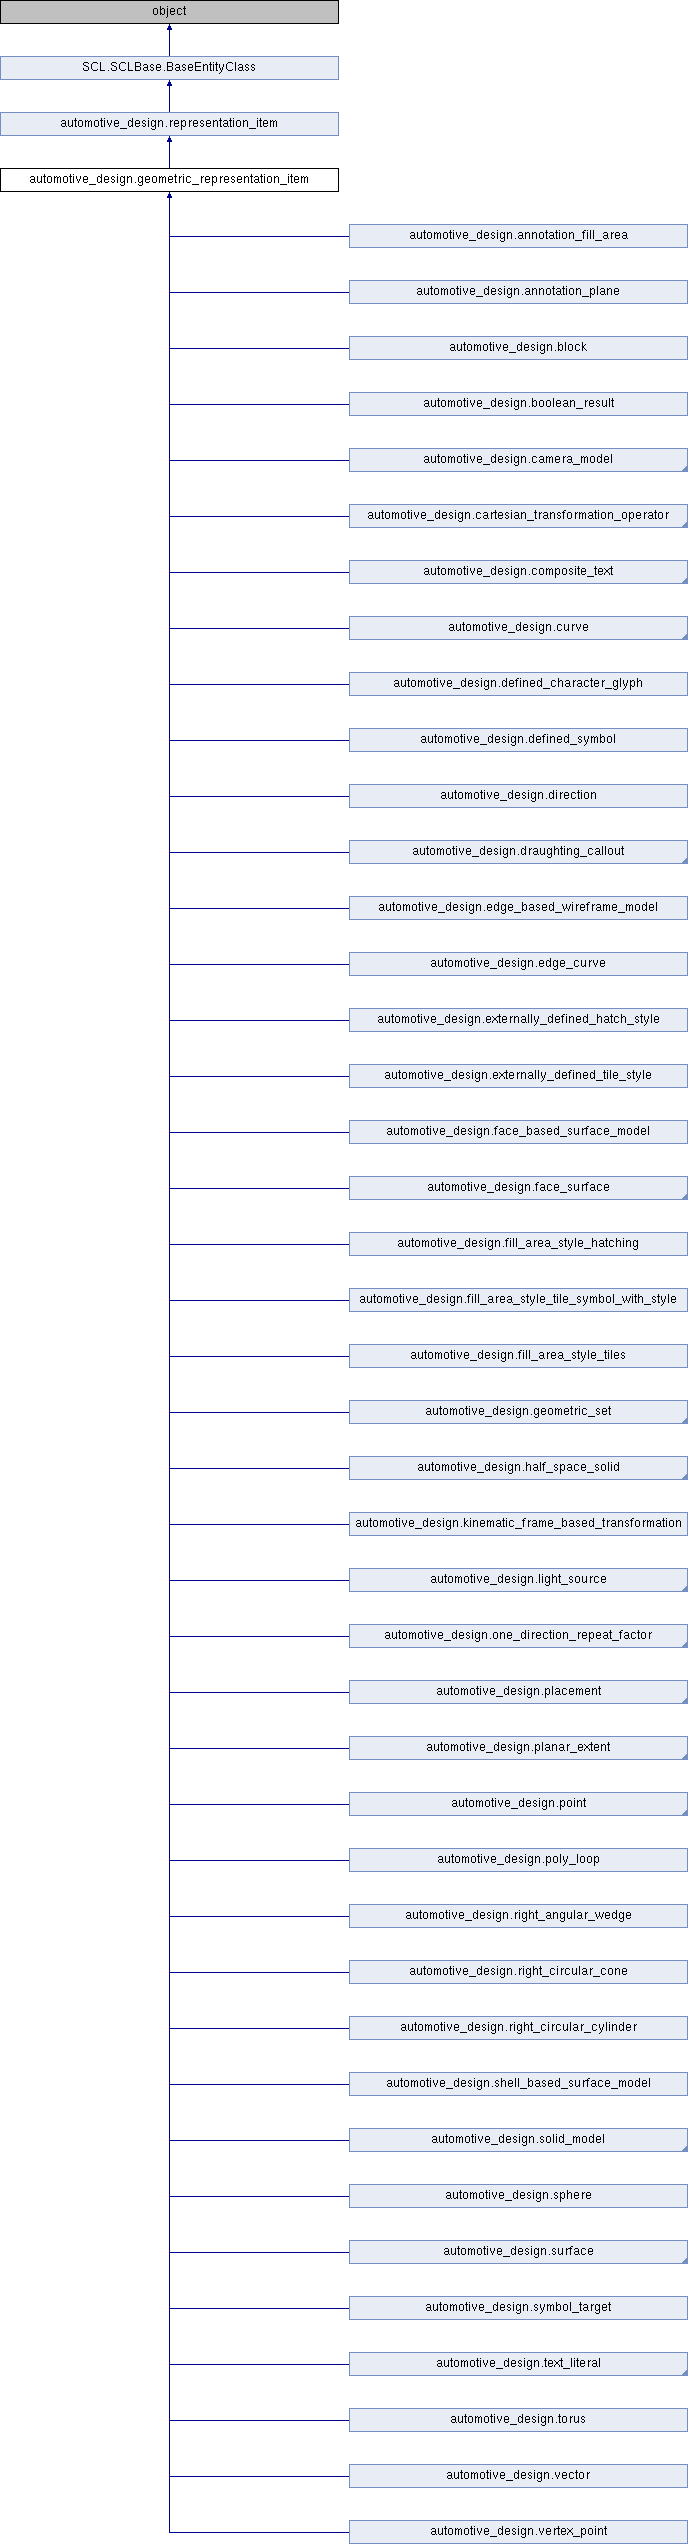 object
SCL.SCLBase.BaseEntityClass
automotive_design.representation_item
automotive_design.geometric_representation_item
automotive_design.annotation_fill_area
automotive_design.annotation_plane
automotive_design.block
automotive_design.boolean_result
automotive_design.camera_model
automotive_design.cartesian_transformation_operator
automotive_design.composite_text
automotive_design.curve
automotive_design.defined_character_glyph
automotive_design.defined_symbol
automotive_design.direction
automotive_design.draughting_callout
automotive_design.edge_based_wireframe_model
automotive_design.edge_curve
automotive_design.externally_defined_hatch_style
automotive_design.externally_defined_tile_style
automotive_design.face_based_surface_model
automotive_design.face_surface
automotive_design.fill_area_style_hatching
automotive_design.fill_area_style_tile_symbol_with_style
automotive_design.fill_area_style_tiles
automotive_design.geometric_set
automotive_design.half_space_solid
automotive_design.kinematic_frame_based_transformation
automotive_design.light_source
automotive_design.one_direction_repeat_factor
automotive_design.placement
automotive_design.planar_extent
automotive_design.point
automotive_design.poly_loop
automotive_design.right_angular_wedge
automotive_design.right_circular_cone
automotive_design.right_circular_cylinder
automotive_design.shell_based_surface_model
automotive_design.solid_model
automotive_design.sphere
automotive_design.surface
automotive_design.symbol_target
automotive_design.text_literal
automotive_design.torus
automotive_design.vector
automotive_design.vertex_point